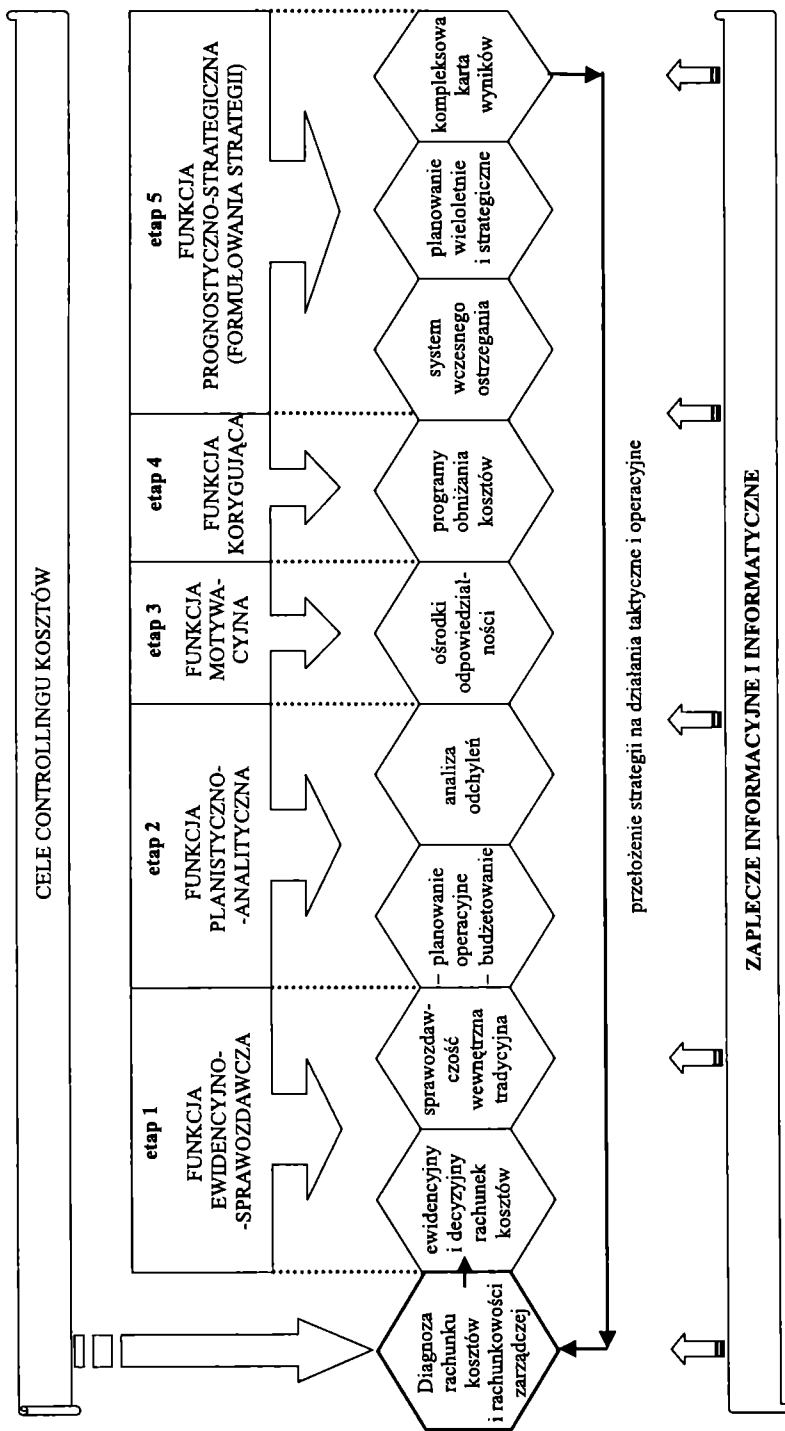 CELE CONTROLLINGU KOSZTÓW
etap 1
FUNKCJA
EWIDENCYJNO-
-SPRAWOZDAWCZA
etap 2
FUNKCJA
PLANISTYCZNO-
-ANALITYCZNA
etap 3
FUNKCJA
MOTYWA-
CYJNA
etap 4
FUNKCJA
KORYGUJĄCA
etap 5
FUNKCJA
PROGNOSTYCZNO-STRATEGICZNA
(FORMUŁOWANIA STRATEGII)
Diagnoza
rachunku
kosztów
i rachunkowości
zarządczej
ewidencyjny
i decyzyjny
rachunek
kosztów
sprawozdaw-
czość
wewnętrzna
tradycyjna
– planowanie
operacyjne
– budżetowanie
analiza
odchyleń
ośrodki
odpowiedzial-
ności
programy
obniżania
kosztów
system
wczesnego
ostrzegania
planowanie
wieloletnie
i strategiczne
kompleksowa
karta
wyników
przełożenie strategii na działania taktyczne i operacyjne
ZAPLECZE INFORMACYJNE I INFORMATYCZNE